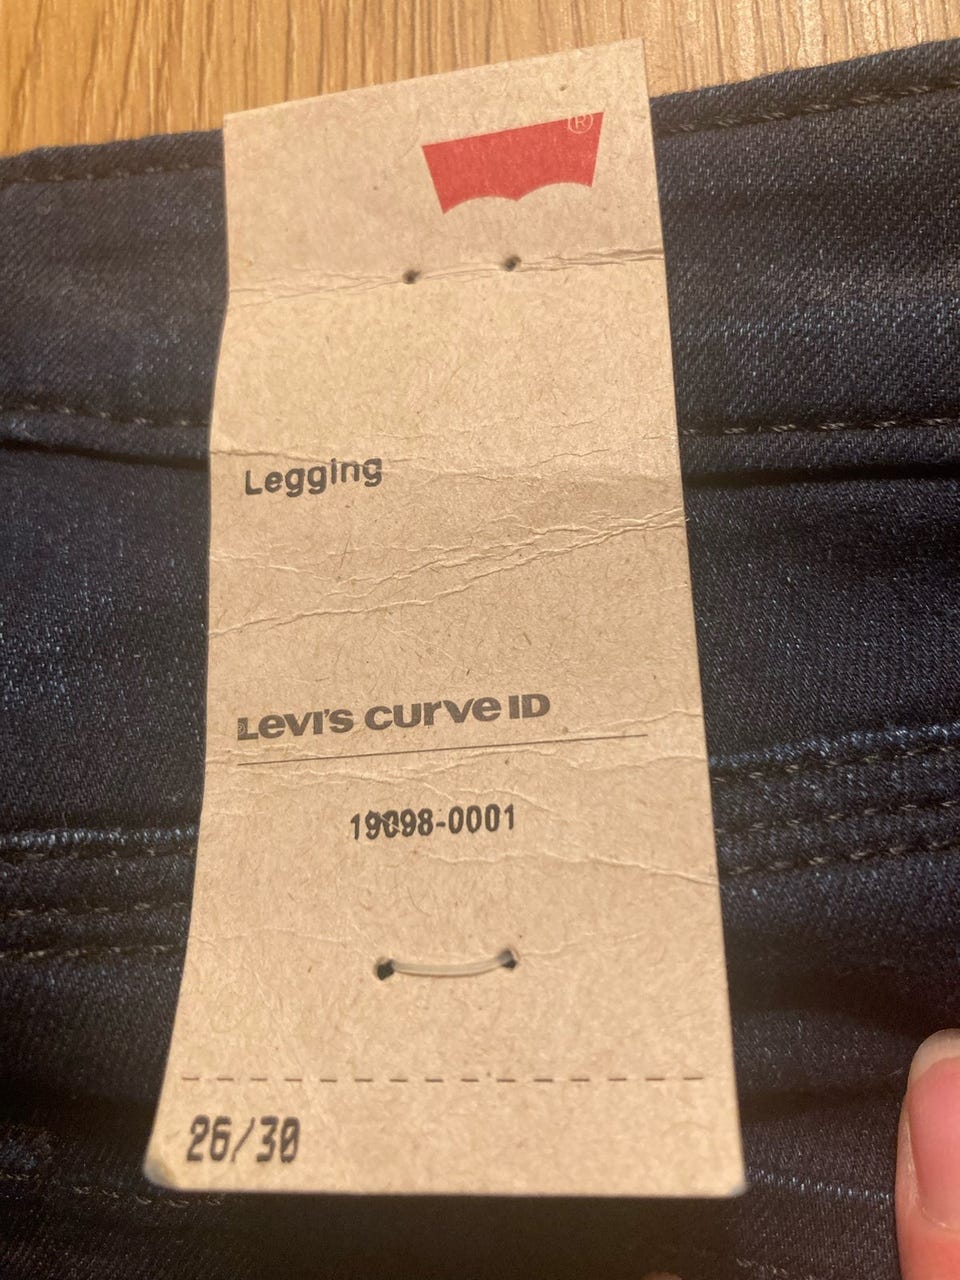 ®
Legging
Levi's curve ID
19098-0001
26/30